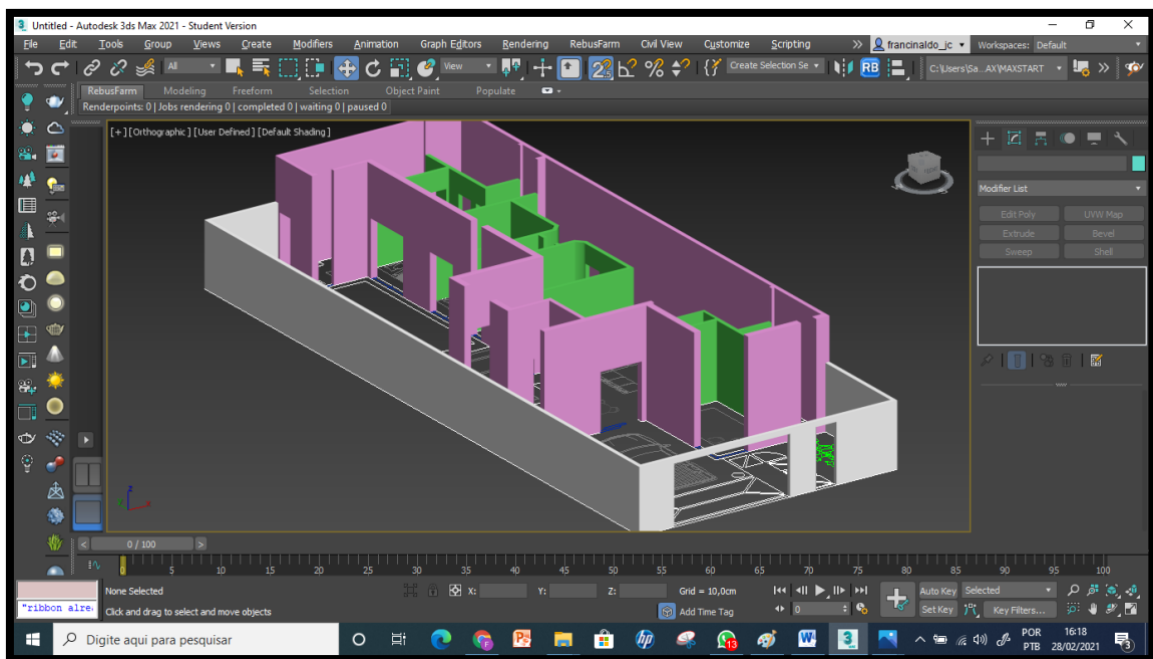 3 Untitled - Autodesk 3ds Max 2021 - Student Version
File Edit Tools Group Views Create Modifiers Animation Graph Editors Rendering RebusFarm Civil View Customize Scripting >> francinaldo_jc Workspaces: Default
All View Create Selection Se RB C:\Users\Sa...AX\MAXSTART >>
RebusFarm Modeling Freeform Selection Object Paint Populate
Renderpoints: 0 | Jobs rendering 0 | completed 0 | waiting 0 | paused 0
[+] [Orthographic ] [User Defined ] [Default Shading ]
Modifier List
Edit Poly UVW Map
Extrude Bevel
Sweep Shell
z
x
< 0 / 100 >
0 5 10 15 20 25 30 35 40 45 50 55 60 65 70 75 80 85 90 95 100
None Selected X: Y: Z: Grid = 10,0cm Auto Key Selected
"ribbon alre Click and drag to select and move objects Add Time Tag 0 Set Key Key Filters...
Digite aqui para pesquisar 13 POR 16:18
PTB 28/02/2021 3